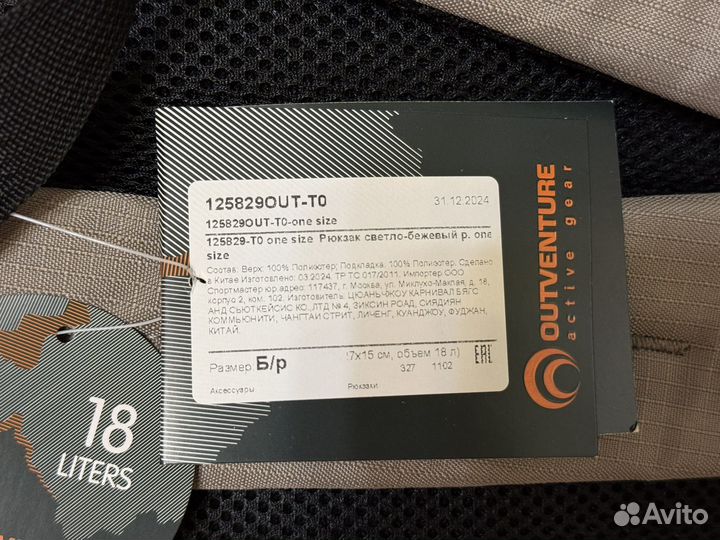 125829OUT-T0 31.12.2024
125829OUT-T0-one size
125829-T0 one size Рюкзак светло-бежевый р. one
size
Состав: Верх: 100% Полиэстер; Подкладка: 100% Полиэстер. Сделано
в Китае Изготовлено: 03.2024. ТР ТС 017/2011. Импортер ООО
Спортмастер юр.адрес: 117437, г. Москва, ул. Миклухо-Маклая, д. 18,
корпус 2, ком. 102. Изготовитель: ЦЮАНЬЧЖОУ КАРНИВАЛ БЯГС
АНД СЬЮТКЕЙСИС КО.,ЛТД № 4, ЗИКСИН РОАД, СИЯДИЯН
КОММЬЮНИТИ, ЧАНГТАИ СТРИТ, ЛИЧЕНГ, КУАНДЖОУ, ФУДЖАН,
КИТАЙ.
Размер: Б/р 7x15 см, объем 18 л) EAC
327 1102
Аксессуары Рюкзаки
OUTVENTURE
active gear
18
LITERS
Avito